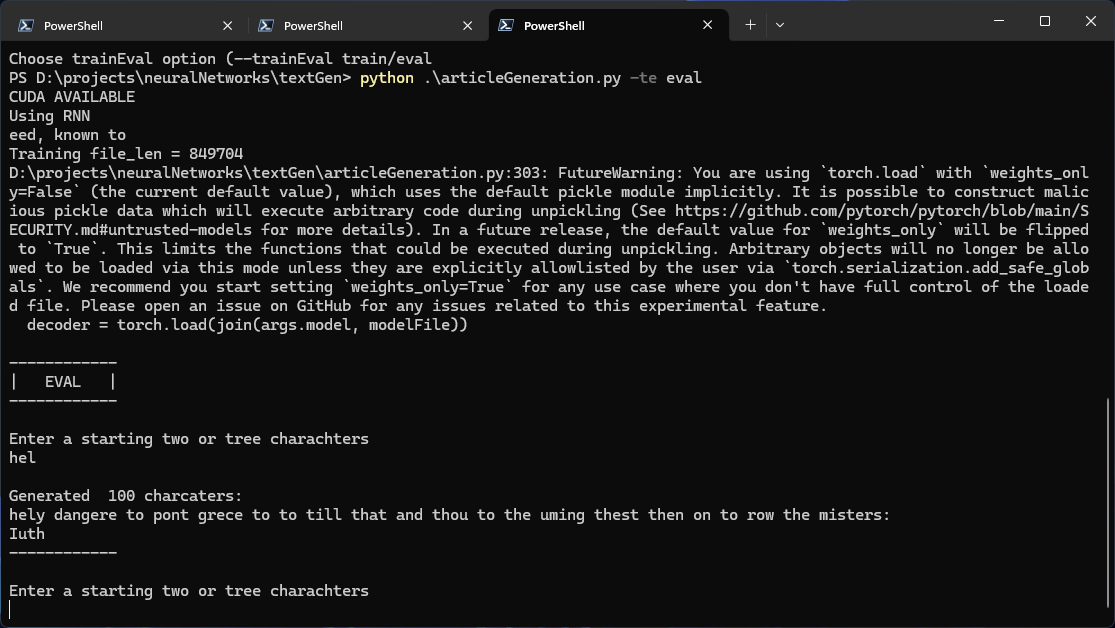 PowerShell
PowerShell
PowerShell
Choose trainEval option (--trainEval train/eval
PS D:\projects\neuralNetworks\textGen> python .\articleGeneration.py -te eval
CUDA AVAILABLE
Using RNN
eed, known to
Training file_len = 849704
D:\projects\neuralNetworks\textGen\articleGeneration.py:303: FutureWarning: You are using `torch.load` with `weights_onl
y=False` (the current default value), which uses the default pickle module implicitly. It is possible to construct malic
ious pickle data which will execute arbitrary code during unpickling (See https://github.com/pytorch/pytorch/blob/main/S
ECURITY.md#untrusted-models for more details). In a future release, the default value for `weights_only` will be flipped
 to `True`. This limits the functions that could be executed during unpickling. Arbitrary objects will no longer be allo
wed to be loaded via this mode unless they are explicitly allowlisted by the user via `torch.serialization.add_safe_glob
als`. We recommend you start setting `weights_only=True` for any use case where you don't have full control of the loade
d file. Please open an issue on GitHub for any issues related to this experimental feature.
  decoder = torch.load(join(args.model, modelFile))
____________
|   EVAL   |
------------
Enter a starting two or tree charachters
hel
Generated  100 charcaters:
hely dangere to pont grece to to till that and thou to the uming thest then on to row the misters:
Iuth
------------
Enter a starting two or tree charachters